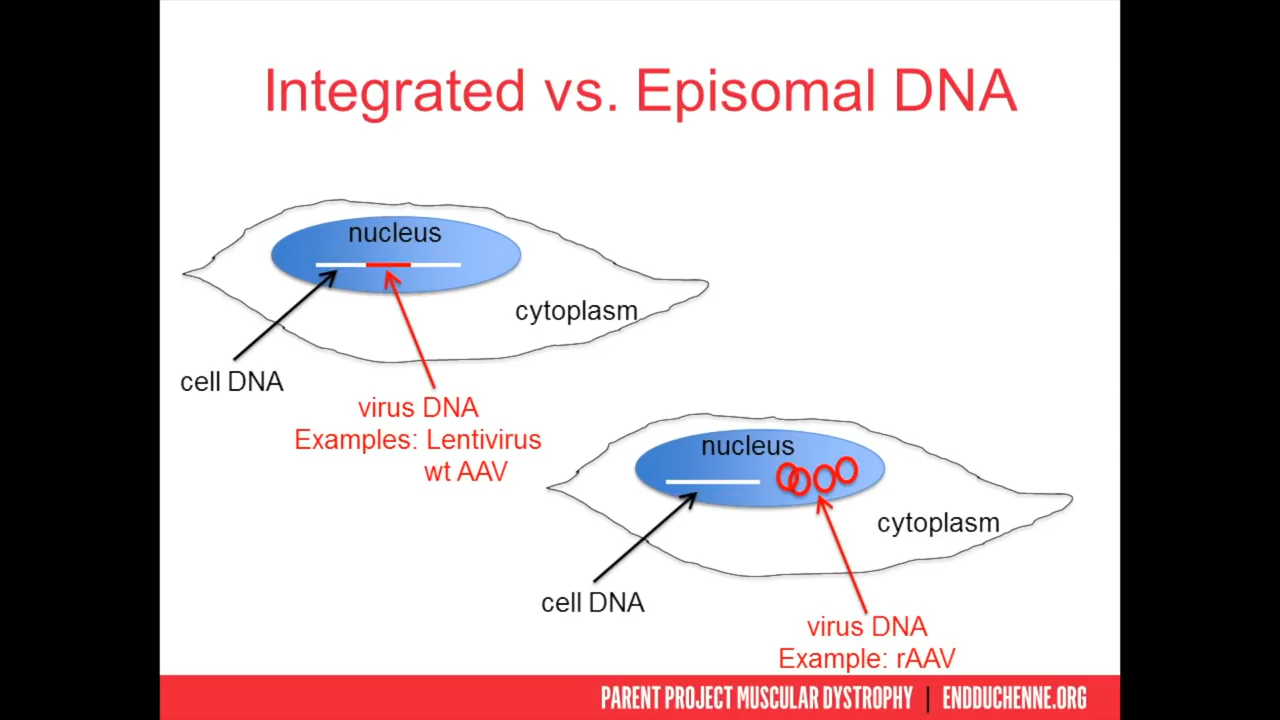 Integrated vs. Episomal DNA
nucleus
cytoplasm
cell DNA
virus DNA
Examples: Lentivirus
wt AAV
nucleus
cytoplasm
cell DNA
virus DNA
Example: rAAV
PARENT PROJECT MUSCULAR DYSTROPHY | ENDDUCHENNE.ORG